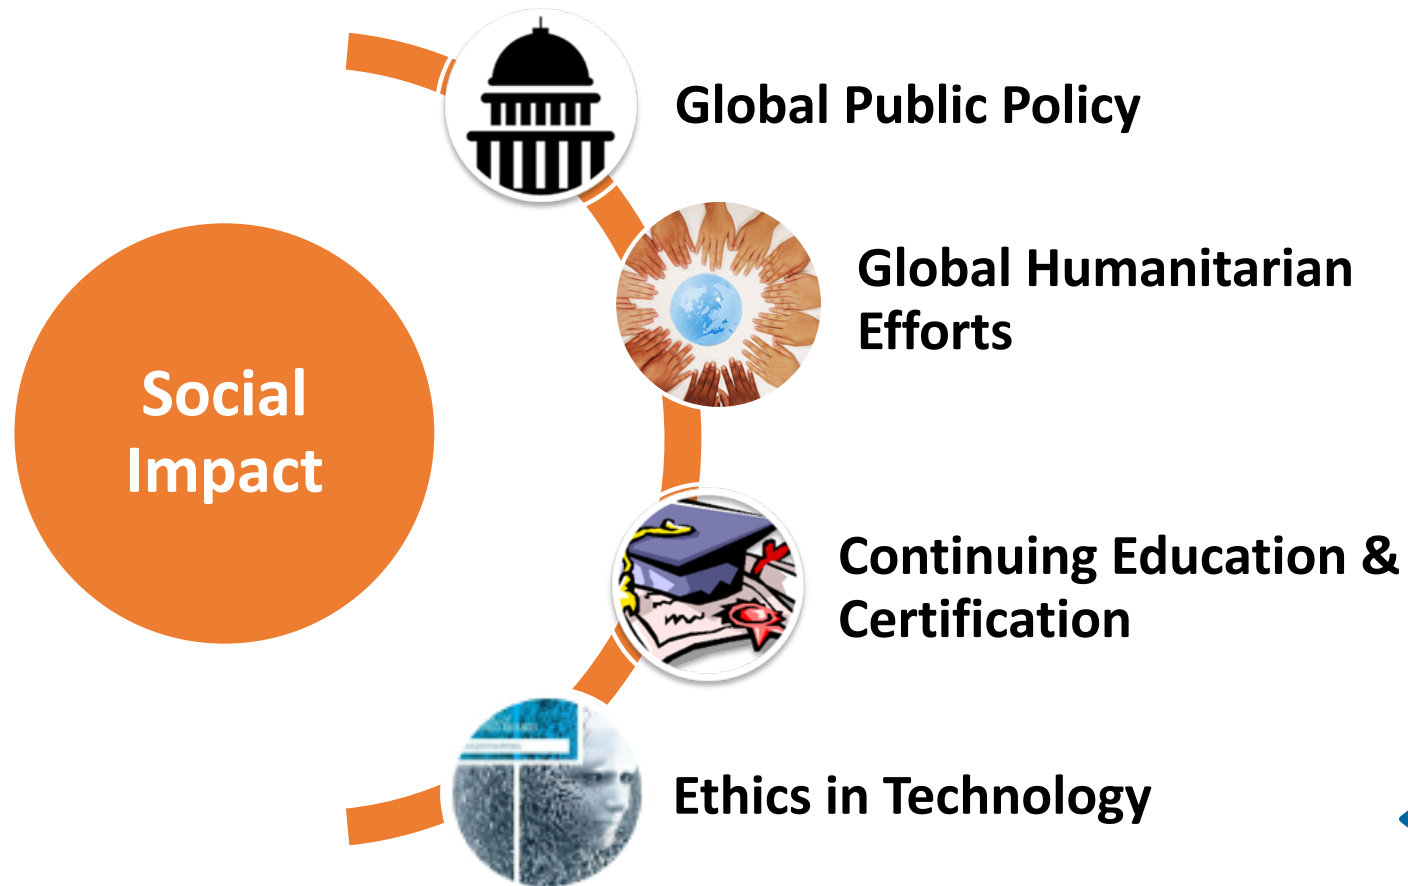 Global Public Policy
Global Humanitarian
Efforts
Social
Impact
Continuing Education &
Certification
Ethics in Technology